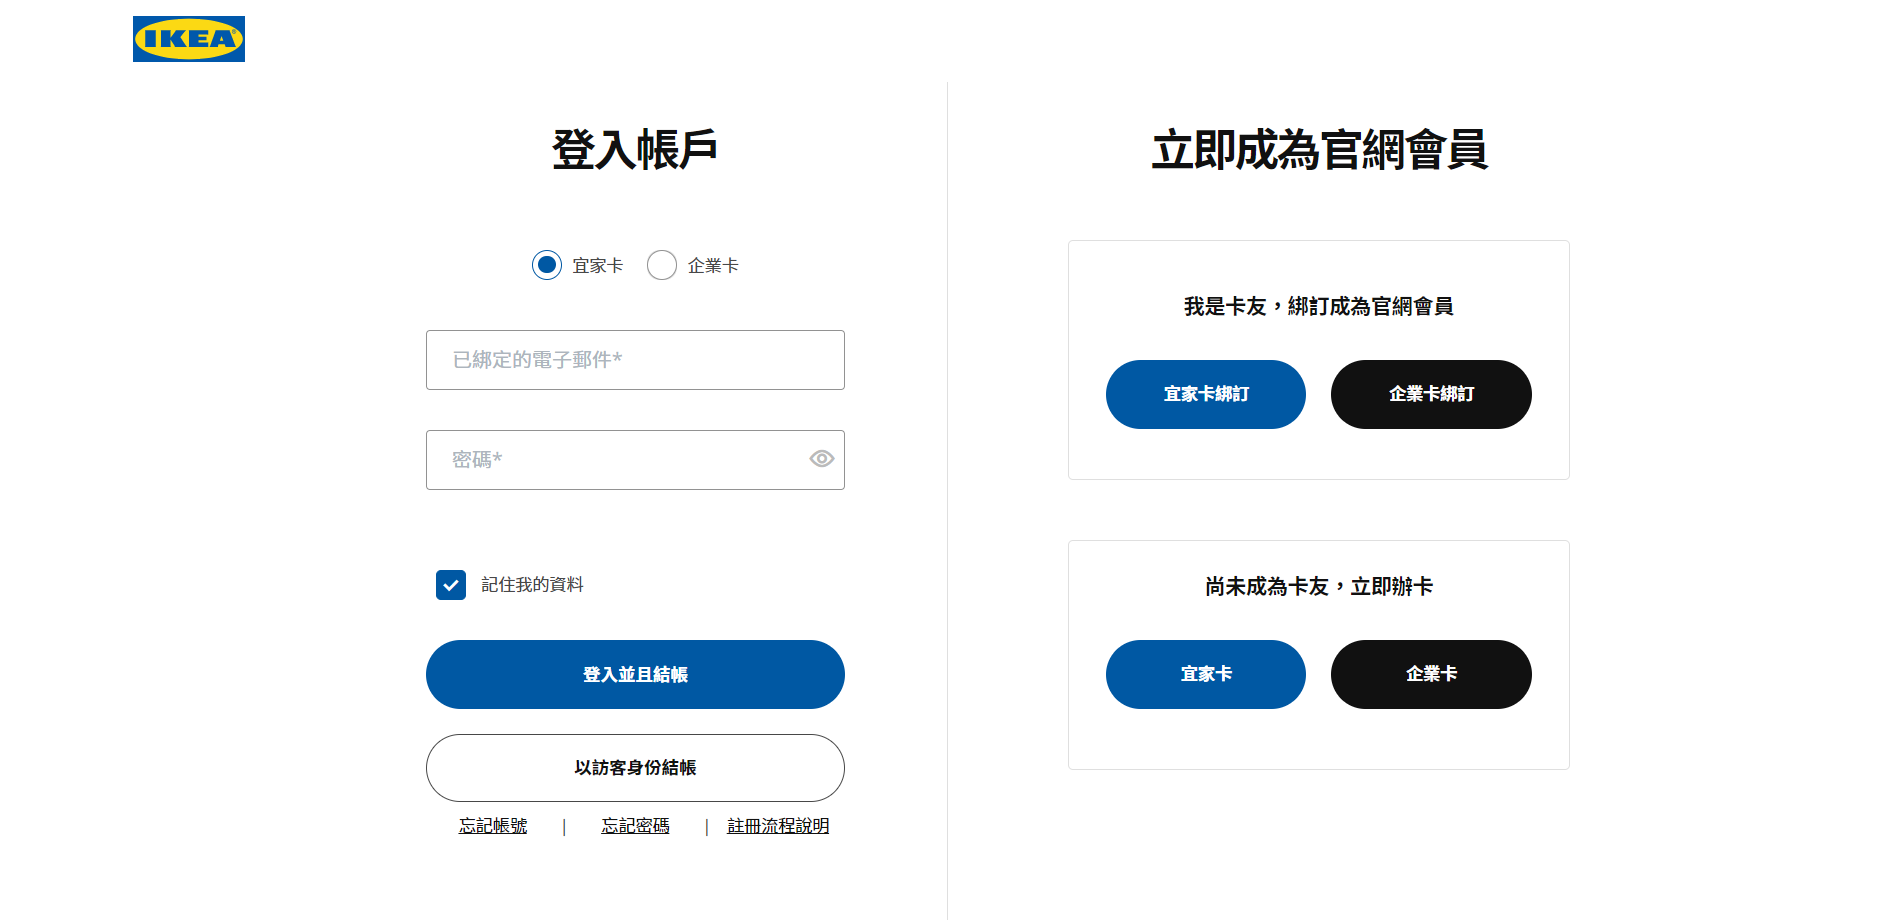 IKEA
登入帳戶
宜家卡
企業卡
已綁定的電子郵件*
密碼*
記住我的資料
登入並且結帳
以訪客身份結帳
忘記帳號 | 忘記密碼 | 註冊流程說明
立即成為官網會員
我是卡友，綁訂成為官網會員
宜家卡綁訂
企業卡綁訂
尚未成為卡友，立即辦卡
宜家卡
企業卡